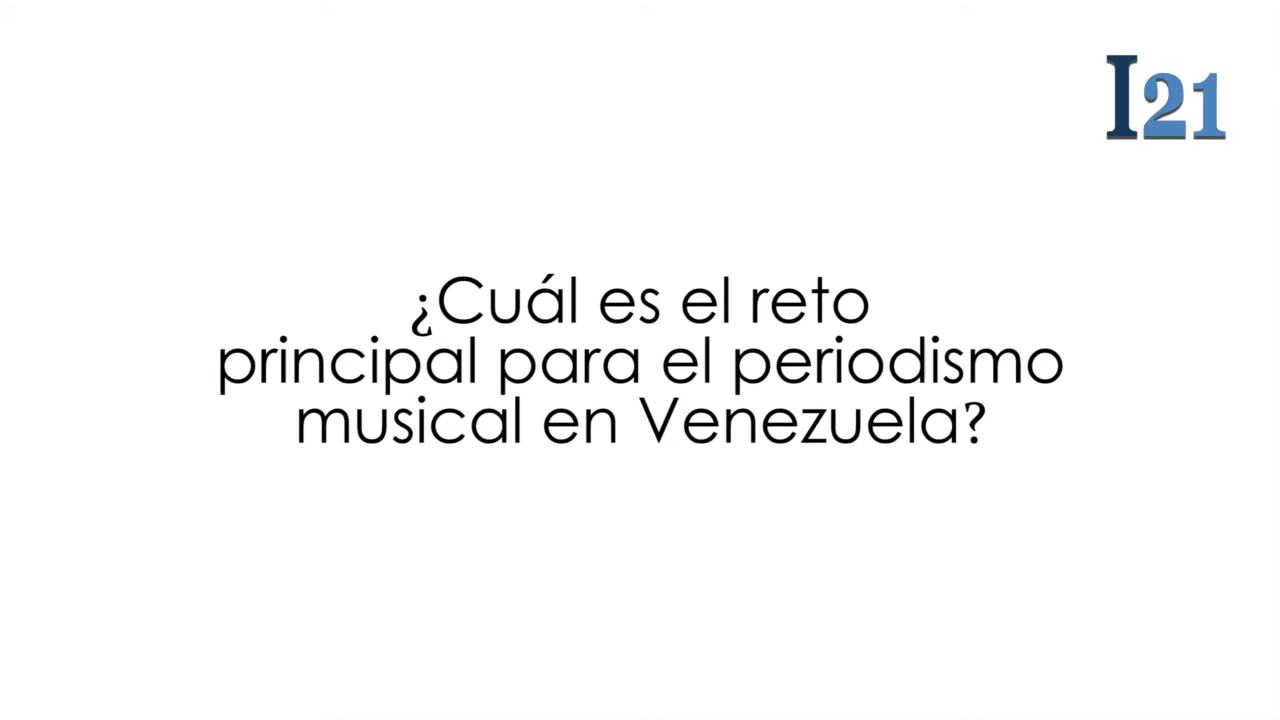 I21
¿Cuál es el reto
principal para el periodismo
musical en Venezuela?